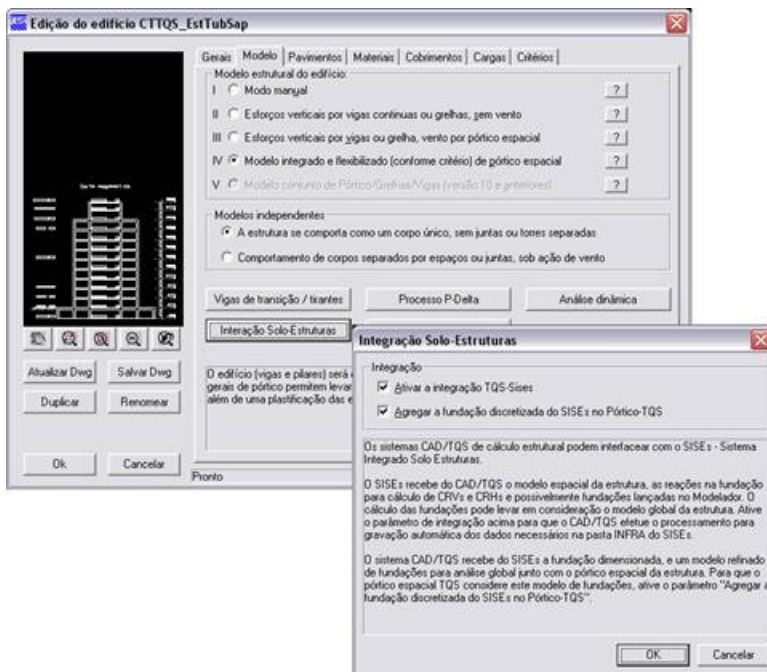 Edição do edifício CTTQS_EstTubSap
Gerais Modelo Pavimentos Materiais Cobrimentos Cargas Critérios
Modelo estrutural do edifício:
I Modo manual ?
II Esforços verticais por vigas contínuas ou grelhas, sem vento ?
III Esforços verticais por vigas ou grelha, vento por pórtico espacial ?
IV Modelo integrado e flexibilizado (conforme critério) de pórtico espacial ?
V Modelo conjunto de Pórtico/Grelhas/Vigas (versão 10 e anteriores) ?
Modelos independentes
A estrutura se comporta como um corpo único, sem juntas ou torres separadas
Comportamento de corpos separados por espaços ou juntas, sob ação de vento
Vigas de transição / tirantes Processo P-Delta Análise dinâmica
Interação Solo-Estruturas
Atualizar Dwg Salvar Dwg
Duplicar Renomear
Ok Cancelar
O edifício (vigas e pilares) será
gerais de pórtico permitem levar
além de uma plastificação das
Pronto
Integração Solo-Estruturas
Integração
Ativar a integração TQS-Sises
Agregar a fundação discretizada do SISEs no Pórtico-TQS
Os sistemas CAD/TQS de cálculo estrutural podem interfacear com o SISEs - Sistema
Integrado Solo Estruturas.
O SISEs recebe do CAD/TQS o modelo espacial da estrutura, as reações na fundação
para cálculo de CRVs e CRHs e possivelmente fundações lançadas no Modelador. O
cálculo das fundações pode levar em consideração o modelo global da estrutura. Ative
o parâmetro de integração acima para que o CAD/TQS efetue o processamento para
gravação automática dos dados necessários na pasta INFRA do SISEs.
O sistema CAD/TQS recebe do SISEs a fundação dimensionada, e um modelo refinado
de fundações para análise global junto com o pórtico espacial da estrutura. Para que o
pórtico espacial TQS considere este modelo de fundações, ative o parâmetro "Agregar a
fundação discretizada do SISEs no Pórtico-TQS".
OK Cancelar